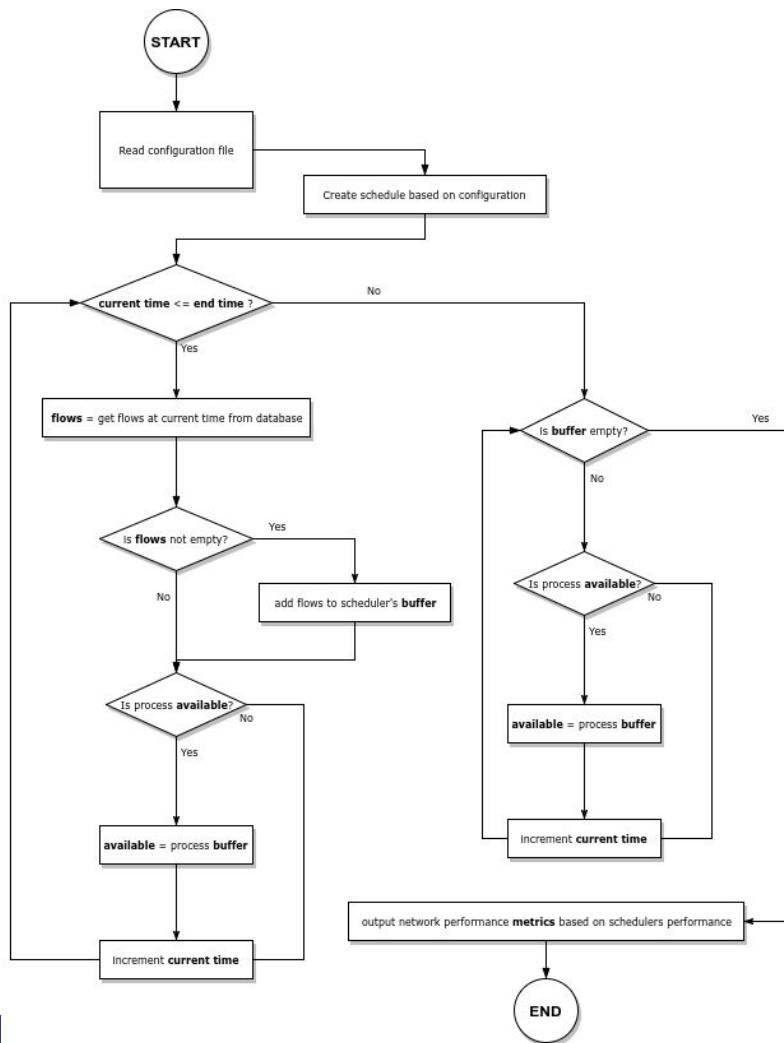 START
Read configuration file
Create schedule based on configuration
current time <= end time ?
No
Yes
flows = get flows at current time from database
Is buffer empty?
Yes
No
Is flows not empty?
Yes
No
add flows to scheduler's buffer
Is process available?
No
Yes
Is process available?
No
Yes
available = process buffer
available = process buffer
Increment current time
output network performance metrics based on schedulers performance
Increment current time
END